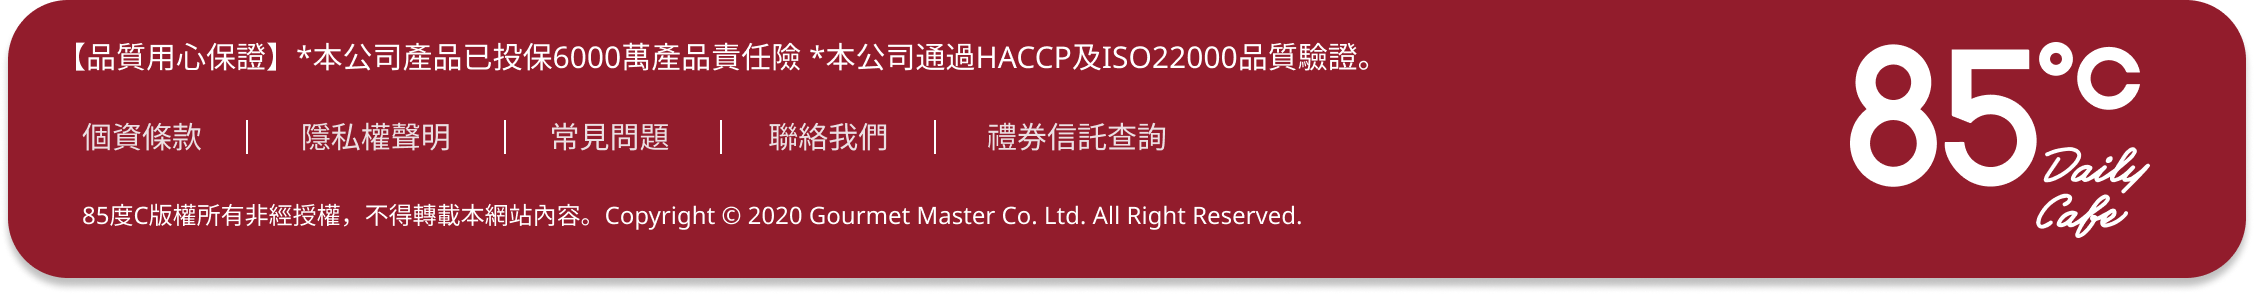 【品質用心保證】*本公司產品已投保6000萬產品責任險 *本公司通過HACCP及ISO22000品質驗證。
個資條款 | 隱私權聲明 | 常見問題 | 聯絡我們 | 禮券信託查詢
85度C版權所有非經授權，不得轉載本網站內容。Copyright © 2020 Gourmet Master Co. Ltd. All Right Reserved.
85°C
Daily
Cafe